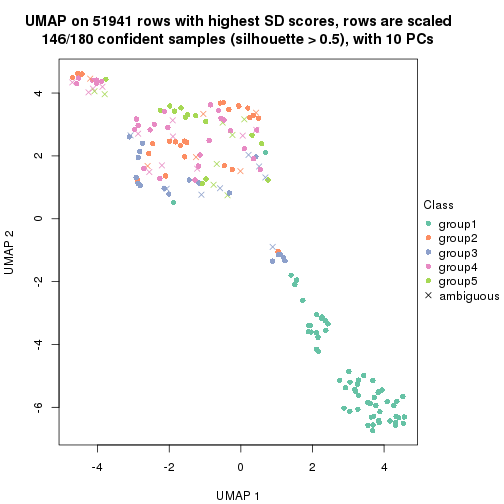 UMAP on 51941 rows with highest SD scores, rows are scaled
146/180 confident samples (silhouette > 0.5), with 10 PCs
UMAP 2
4
2
0
-2
-4
-6
-4
-2
0
2
4
UMAP 1
Class
group1
group2
group3
group4
group5
ambiguous